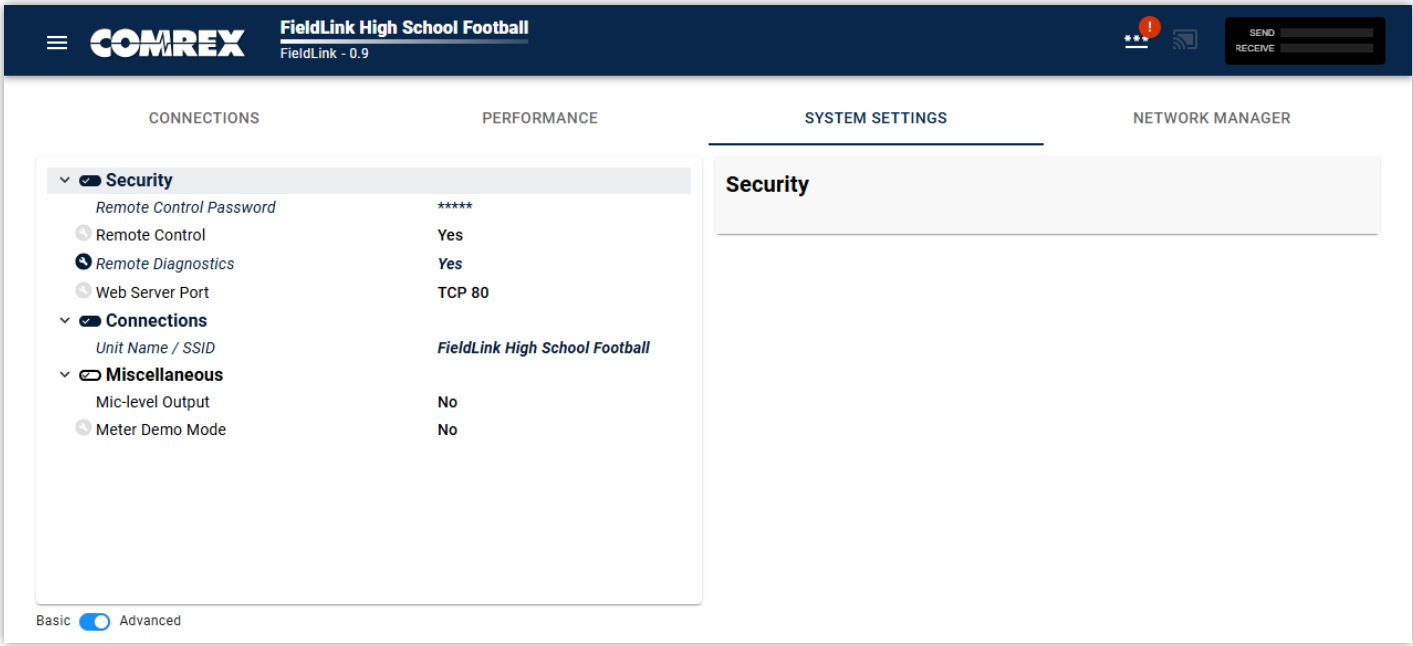 COMREX
FieldLink High School Football
FieldLink - 0.9
***
!
SEND
RECEIVE
CONNECTIONS PERFORMANCE SYSTEM SETTINGS NETWORK MANAGER
Security
Remote Control Password *****
Remote Control Yes
Remote Diagnostics Yes
Web Server Port TCP 80
Connections
Unit Name / SSID FieldLink High School Football
Miscellaneous
Mic-level Output No
Meter Demo Mode No
Security
Basic Advanced